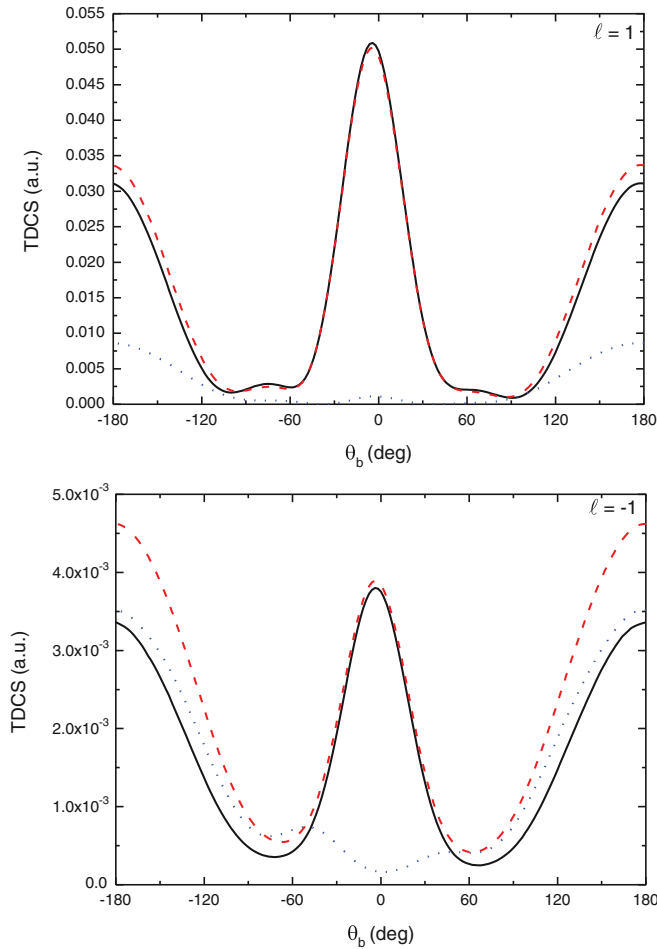 ℓ = 1
0.055
0.050
0.045
0.040
0.035
0.030
0.025
0.020
0.015
0.010
0.005
0.000
TDCS (a.u.)
-180 -120 -60 0 60 120 180
θb (deg)
ℓ = -1
5.0x10-3
4.0x10-3
3.0x10-3
2.0x10-3
1.0x10-3
0.0
TDCS (a.u.)
-180 -120 -60 0 60 120 180
θb (deg)